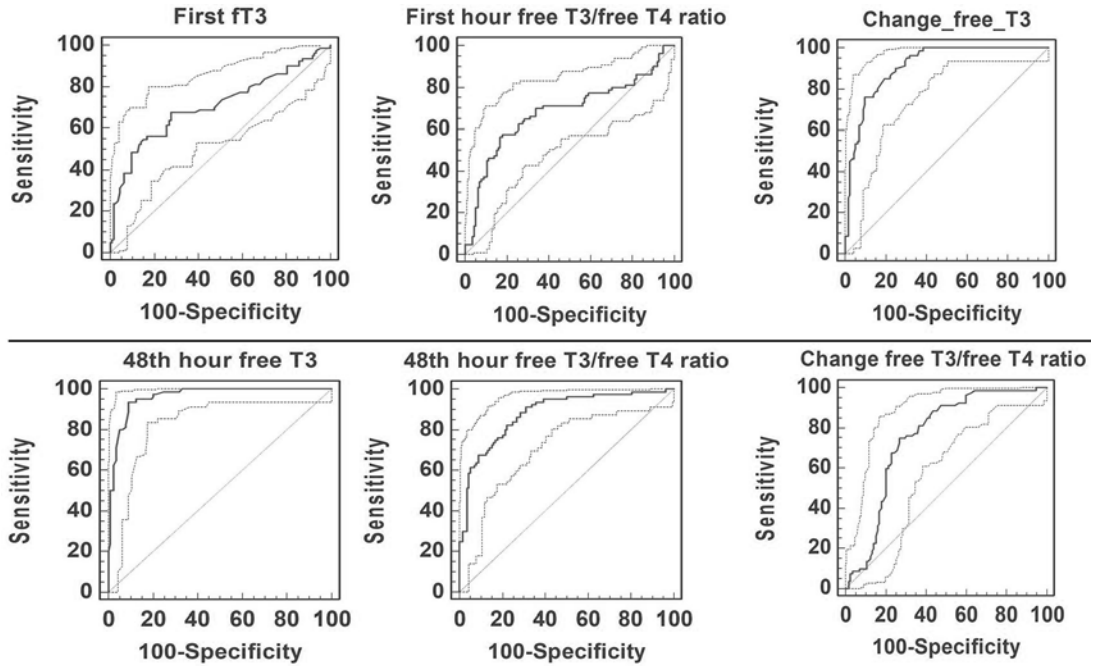 First fT3
100
80
60
40
20
0
Sensitivity
0 20 40 60 80 100
100-Specificity
First hour free T3/free T4 ratio
100
80
60
40
20
0
Sensitivity
0 20 40 60 80 100
100-Specificity
Change_free_T3
100
80
60
40
20
0
Sensitivity
0 20 40 60 80 100
100-Specificity
48th hour free T3
100
80
60
40
20
0
Sensitivity
0 20 40 60 80 100
100-Specificity
48th hour free T3/free T4 ratio
100
80
60
40
20
0
Sensitivity
0 20 40 60 80 100
100-Specificity
Change free T3/free T4 ratio
100
80
60
40
20
0
Sensitivity
0 20 40 60 80 100
100-Specificity